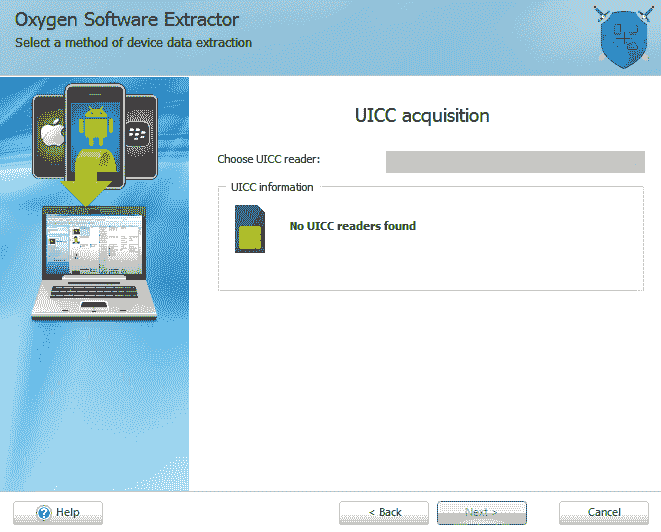 Oxygen Software Extractor
Select a method of device data extraction
UICC acquisition
Choose UICC reader:
UICC information
No UICC readers found
Help
< Back
Next >
Cancel